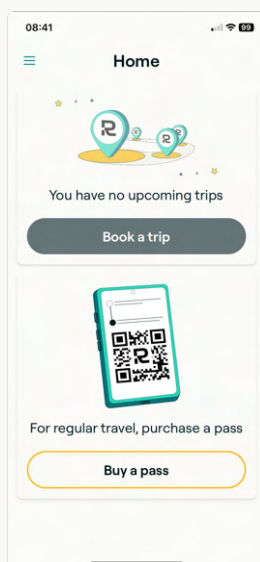 08:41
99
Home
You have no upcoming trips
Book a trip
For regular travel, purchase a pass
Buy a pass